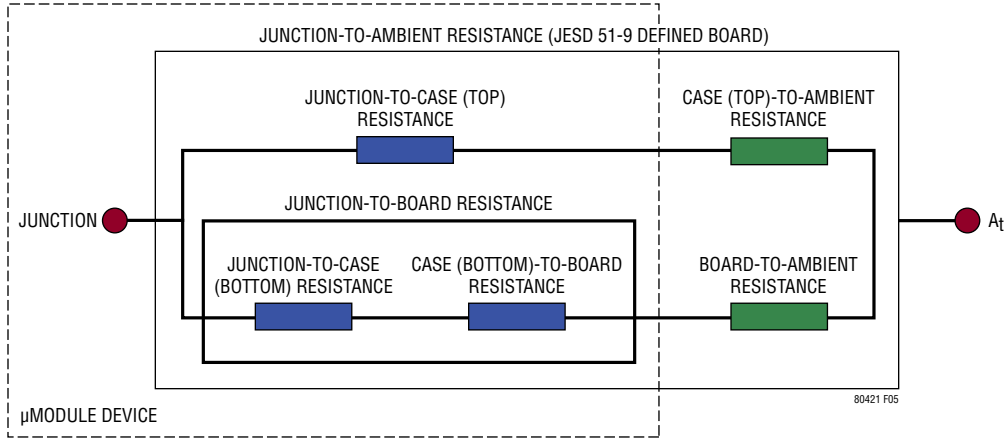 JUNCTION-TO-AMBIENT RESISTANCE (JESD 51-9 DEFINED BOARD)
JUNCTION-TO-CASE (TOP)
RESISTANCE
CASE (TOP)-TO-AMBIENT
RESISTANCE
JUNCTION-TO-BOARD RESISTANCE
JUNCTION
At
JUNCTION-TO-CASE
(BOTTOM) RESISTANCE
CASE (BOTTOM)-TO-BOARD
RESISTANCE
BOARD-TO-AMBIENT
RESISTANCE
80421 F05
µMODULE DEVICE